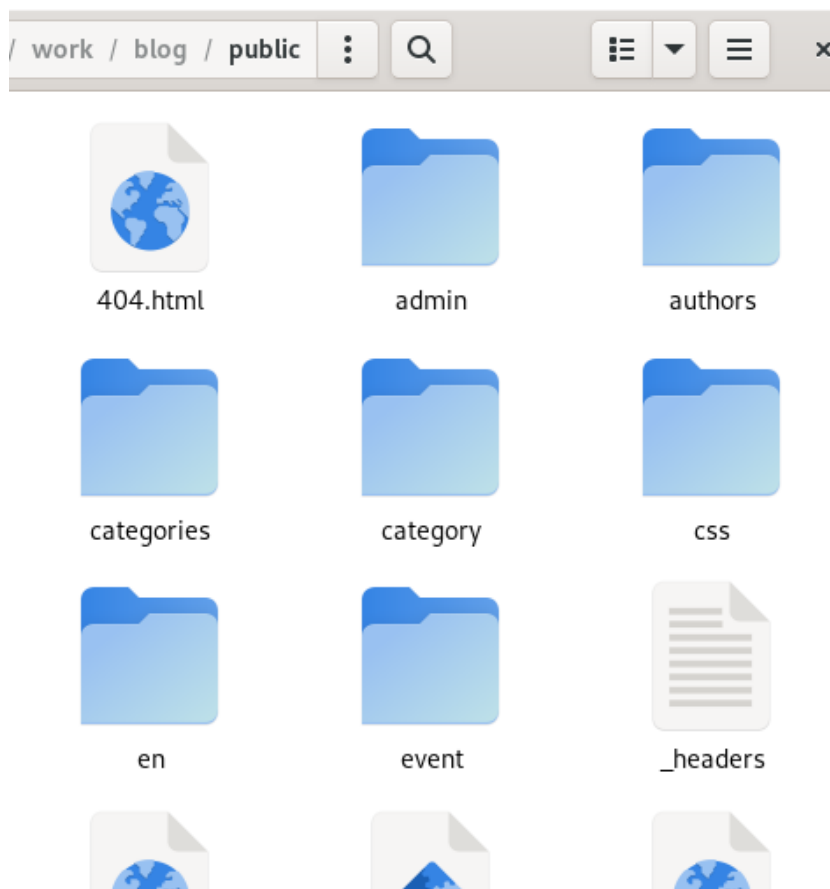 / work / blog / public
404.html admin authors
categories category css
en event _headers